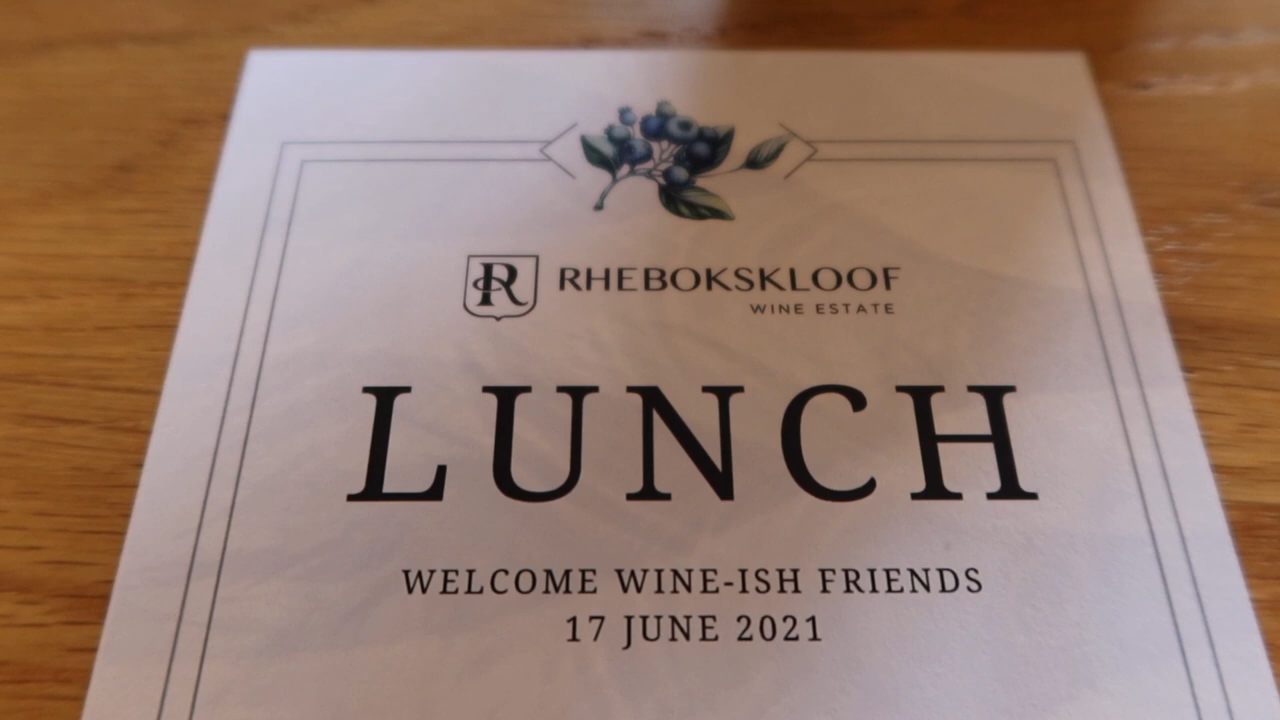 R RHEBOKSKLOOF
WINE ESTATE
LUNCH
WELCOME WINE-ISH FRIENDS
17 JUNE 2021